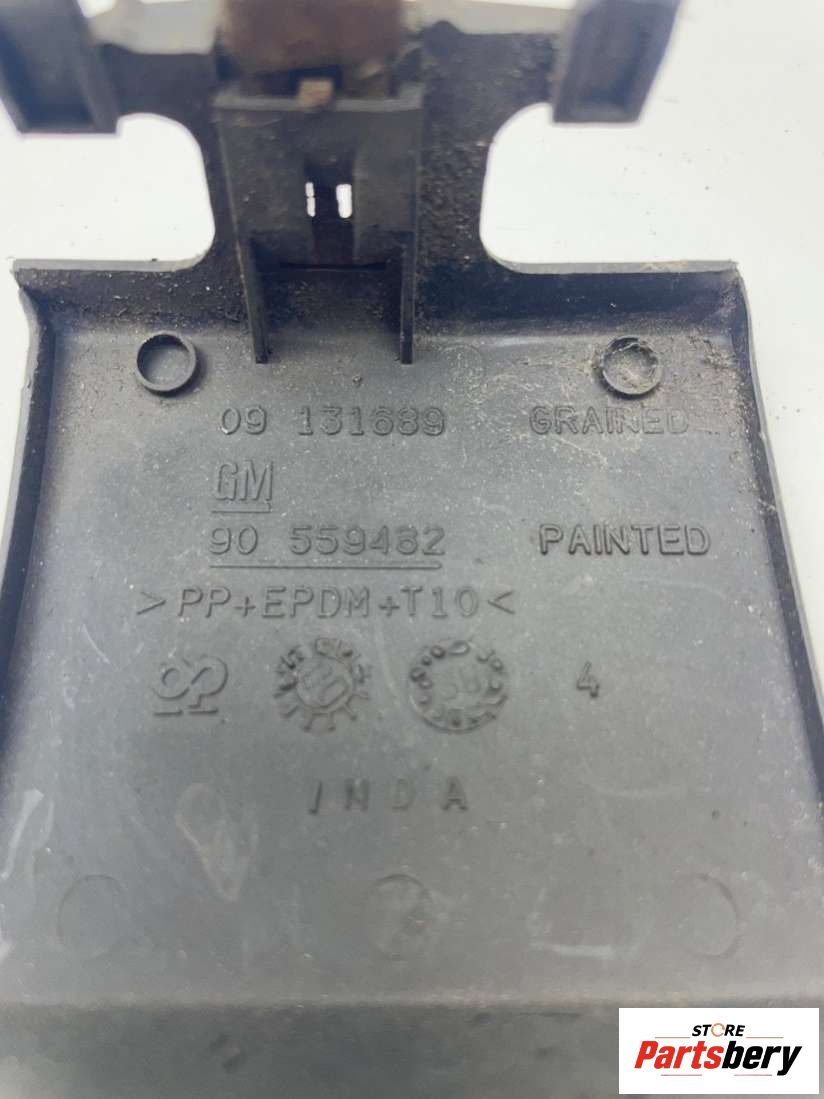 09 131689 GRAINED
GM
90 559482 PAINTED
>PP+EPDM+T10<
4
INDA
STORE
Partsbery